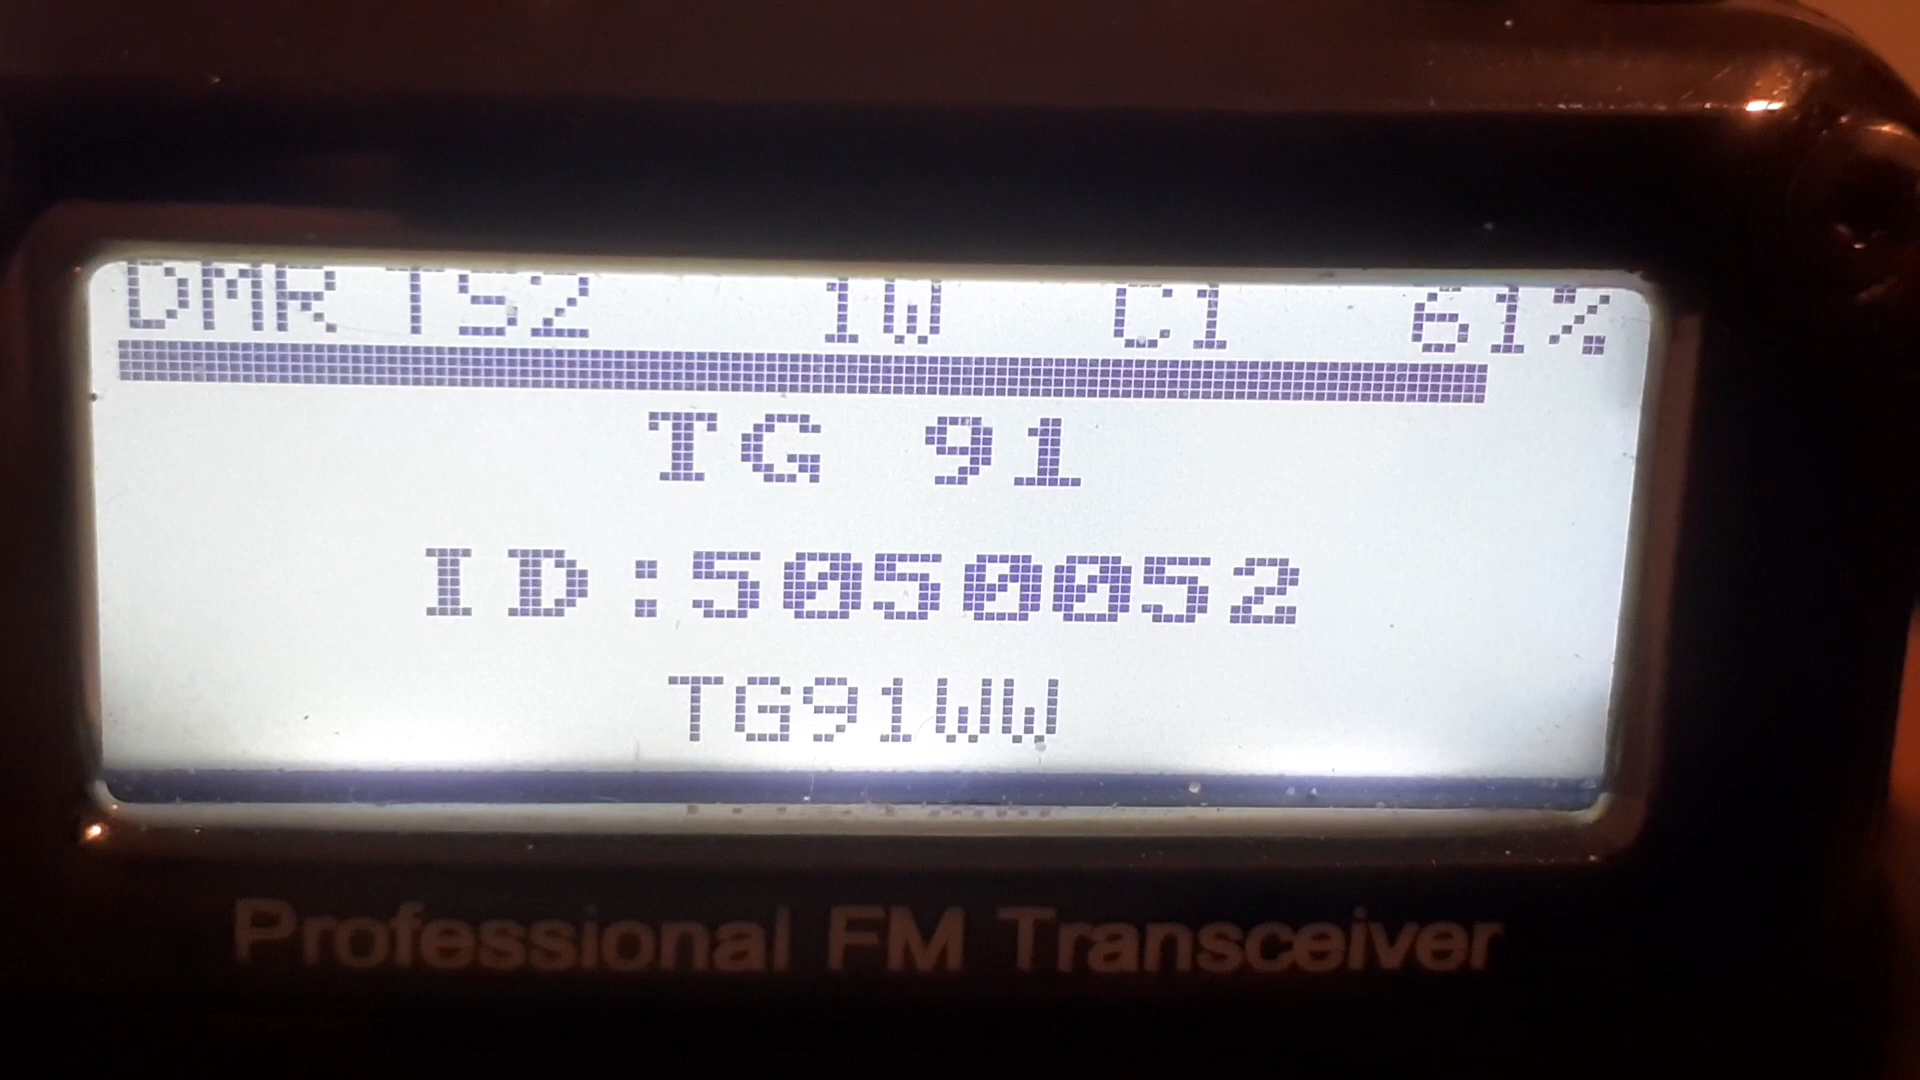 DMR TS2 1W C1 61%
TG 91
ID:5050052
TG91WW
Professional FM Transceiver